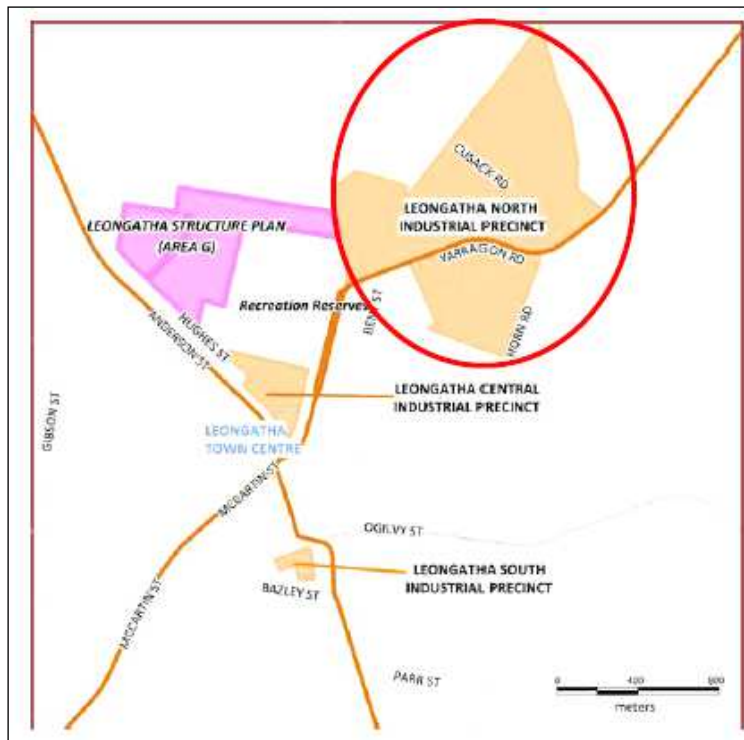 CUSACK RD
LEONGATHA NORTH
INDUSTRIAL PRECINCT
LEONGATHA STRUCTURE PLAN
(AREA G)
YARRAGON RD
Recreation Reserves
HORN RD
HUGHES ST
ANDERSON ST
LEONGATHA CENTRAL
INDUSTRIAL PRECINCT
GIBSON ST
LEONGATHA
TOWN CENTRE
MCCARTIN ST
OGILVY ST
LEONGATHA SOUTH
INDUSTRIAL PRECINCT
BAZLEY ST
MCCARTIN ST
PARR ST
0 400 800
meters